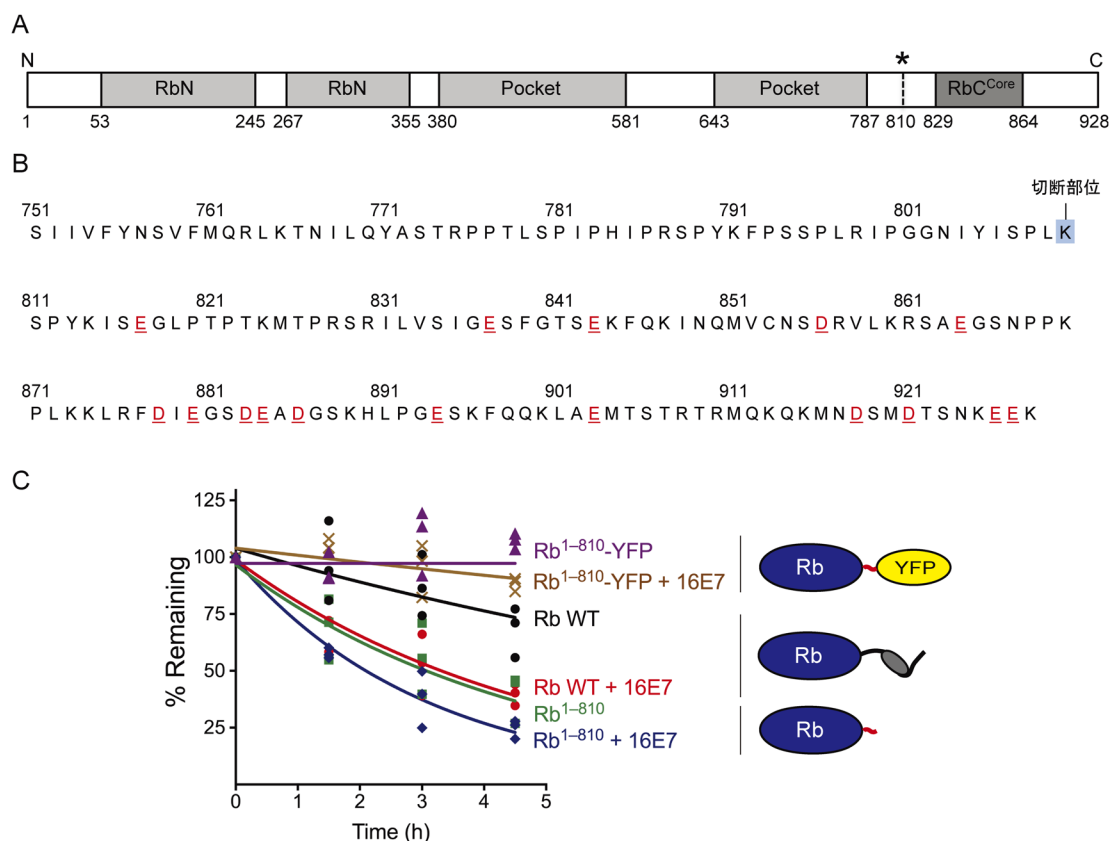 A
N * C
RbN RbN Pocket Pocket RbC^Core
1 53 245 267 355 380 581 643 787 810 829 864 928
B
切断部位
751 761 771 781 791 801
S I I V F Y N S V F M Q R L K T N I L Q Y A S T R P P T L S P I P H I P R S P Y K F P S S P L R I P G G N I Y I S P L K
811 821 831 841 851 861
S P Y K I S E G L P T P T K M T P R S R I L V S I G E S F G T S E K F Q K I N Q M V C N S D R V L K R S A E G S N P P K
871 881 891 901 911 921
P L K K L R F D I E G S D E A D G S K H L P G E S K F Q Q K L A E M T S T R T R M Q K Q K M N D S M D T S N K E E K
C
% Remaining
125
100
75
50
25
0 1 2 3 4 5
Time (h)
Rb^1–810-YFP
Rb^1–810-YFP + 16E7
Rb WT
Rb WT + 16E7
Rb^1–810
Rb^1–810 + 16E7
Rb YFP
Rb
Rb